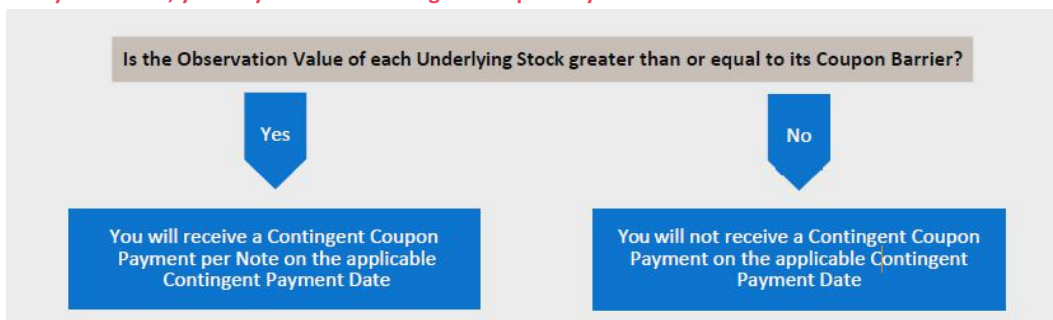 Is the Observation Value of each Underlying Stock greater than or equal to its Coupon Barrier?
Yes
No
You will receive a Contingent Coupon
Payment per Note on the applicable
Contingent Payment Date
You will not receive a Contingent Coupon
Payment on the applicable Contingent
Payment Date